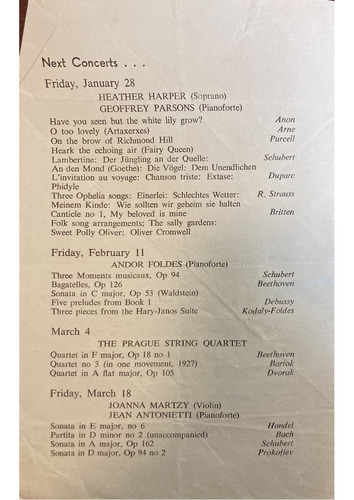 Next Concerts . . .
Friday, January 28
HEATHER HARPER (Soprano)
GEOFFREY PARSONS (Pianoforte)
Have you seen but the white lily grow? Anon
O too lovely (Artaxerxes) Arne
On the brow of Richmond Hill Purcell
Heark the echoing air (Fairy Queen)
Lambertine: Der Jüngling an der Quelle: Schubert
An den Mond (Goethe): Die Vögel: Dem Unendlichen
L'invitation au voyage: Chanson triste: Extase: Duparc
Phidyle
Three Ophelia songs: Einerlei: Schlechtes Wetter: R. Strauss
Meinem Kinde: Wie sollten wir geheim sie halten
Canticle no 1, My beloved is mine Britten
Folk song arrangements; The sally gardens:
Sweet Polly Oliver: Oliver Cromwell
Friday, February 11
ANDOR FOLDES (Pianoforte)
Three Moments musicaux, Op 94 Schubert
Bagatelles, Op 126 Beethoven
Sonata in C major, Op 53 (Waldstein)
Five preludes from Book 1 Debussy
Three pieces from the Hary-Janos Suite Kodaly-Foldes
March 4
THE PRAGUE STRING QUARTET
Quartet in F major, Op 18 no 1 Beethoven
Quartet no 3 (in one movement, 1927) Bartok
Quartet in A flat major, Op 105 Dvorak
Friday, March 18
JOANNA MARTZY (Violin)
JEAN ANTONIETTI (Pianoforte)
Sonata in E major, no 6 Handel
Partita in D minor no 2 (unaccompanied) Bach
Sonata in A major, Op 162 Schubert
Sonata in D major, Op 94 no 2 Prokofiev